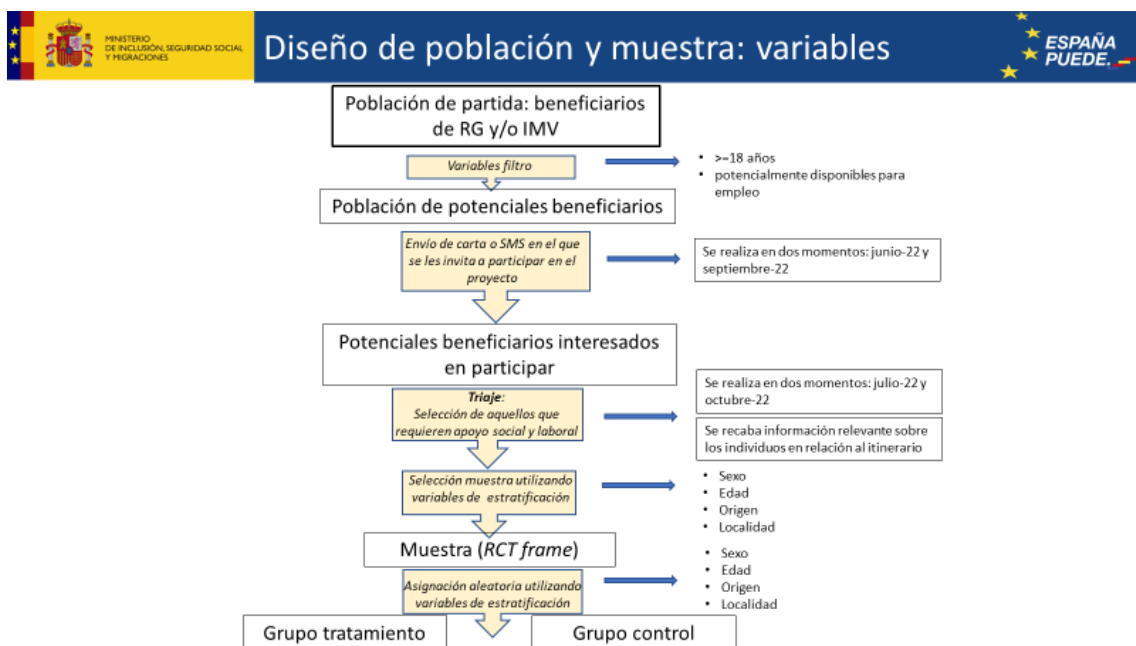 MINISTERIO
DE INCLUSIÓN, SEGURIDAD SOCIAL
Y MIGRACIONES
Diseño de población y muestra: variables
ESPAÑA
PUEDE.
Población de partida: beneficiarios
de RG y/o IMV
Variables filtro
• >=18 años
• potencialmente disponibles para
empleo
Población de potenciales beneficiarios
Envío de carta o SMS en el que
se les invita a participar en el
proyecto
Se realiza en dos momentos: junio-22 y
septiembre-22
Potenciales beneficiarios interesados
en participar
Triaje:
Selección de aquellos que
requieren apoyo social y laboral
Se realiza en dos momentos: julio-22 y
octubre-22
Se recaba información relevante sobre
los individuos en relación al itinerario
Selección muestra utilizando
variables de estratificación
• Sexo
• Edad
• Origen
• Localidad
Muestra (RCT frame)
Asignación aleatoria utilizando
variables de estratificación
• Sexo
• Edad
• Origen
• Localidad
Grupo tratamiento
Grupo control